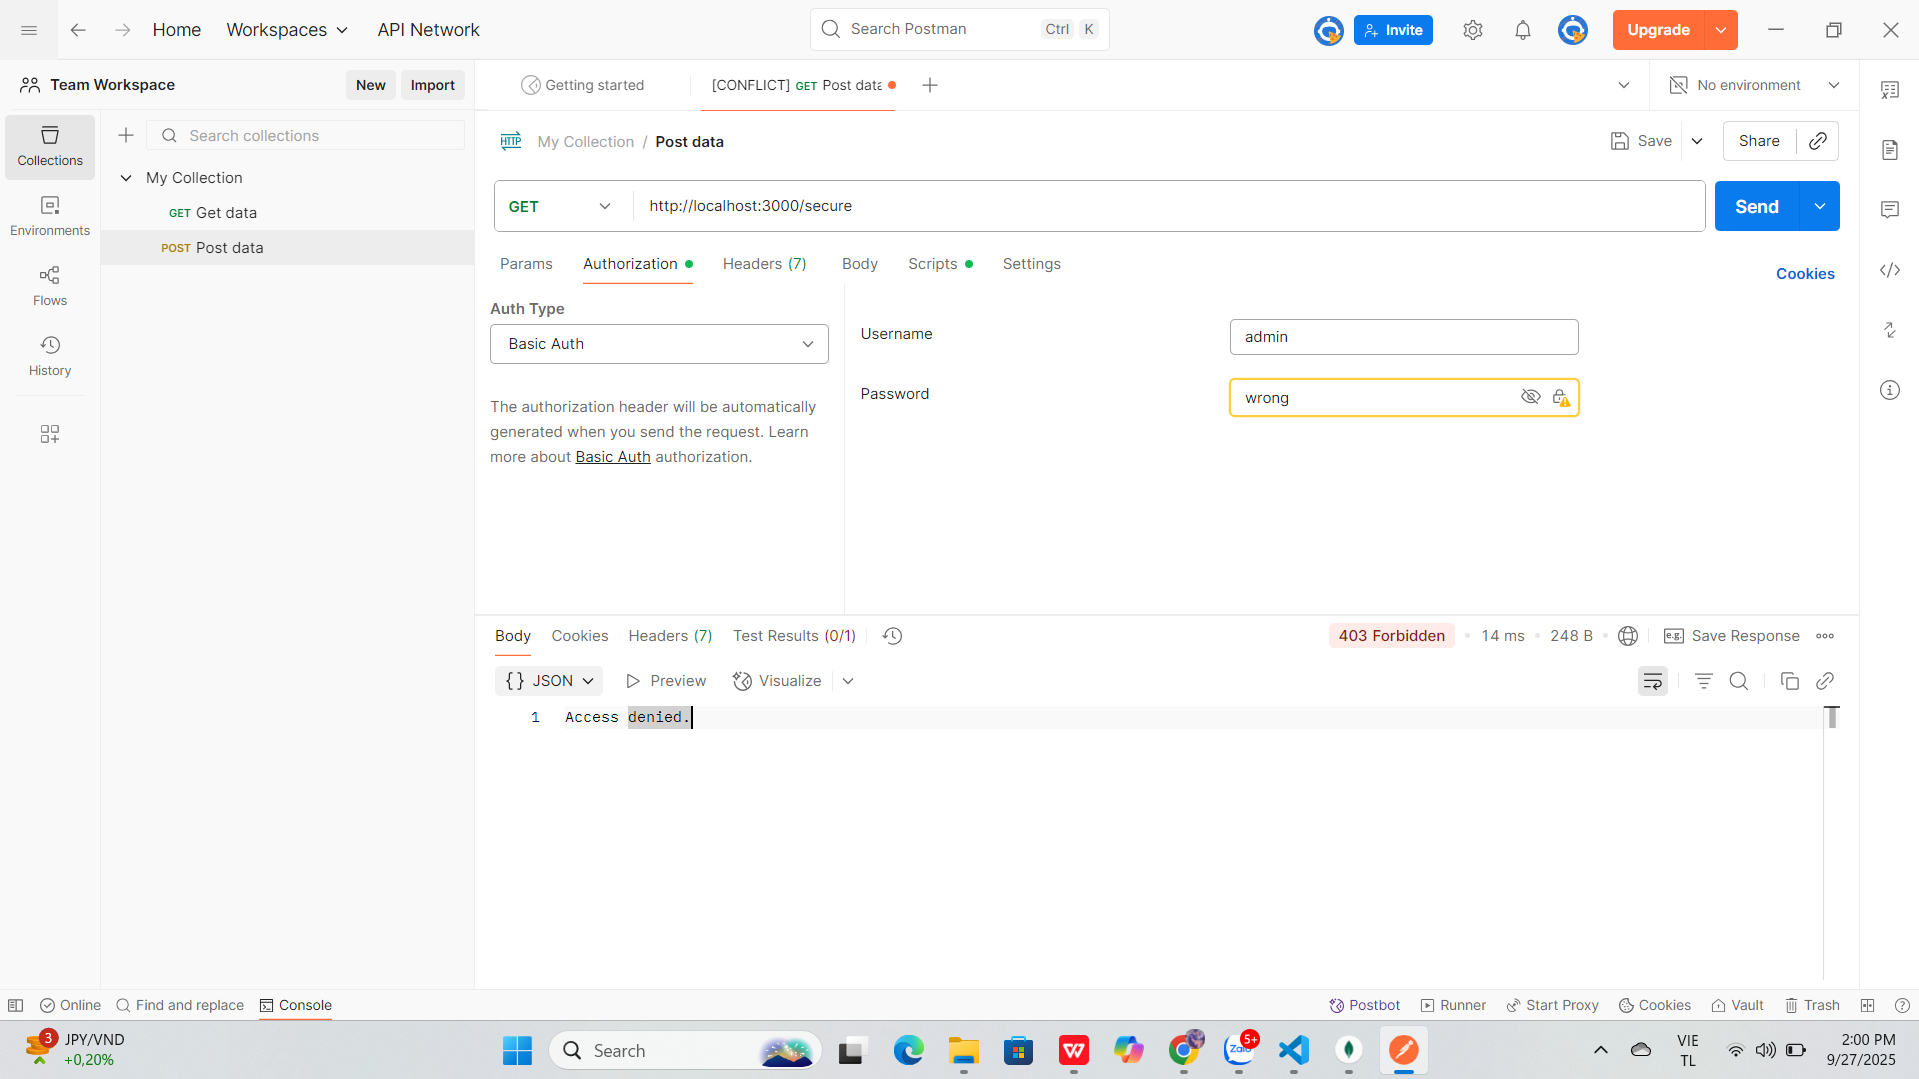 Home
Workspaces
API Network
Search Postman
Ctrl K
Invite
Upgrade
Team Workspace
New
Import
Getting started
[CONFLICT] GET Post data
No environment
Collections
Search collections
My Collection / Post data
Save
Share
My Collection
GET Get data
POST Post data
Environments
Flows
History
HTTP
GET
http://localhost:3000/secure
Send
Params
Authorization
Headers (7)
Body
Scripts
Settings
Cookies
Auth Type
Basic Auth
The authorization header will be automatically
generated when you send the request. Learn
more about Basic Auth authorization.
Username
admin
Password
wrong
Body
Cookies
Headers (7)
Test Results (0/1)
403 Forbidden
14 ms
248 B
e.g. Save Response
{} JSON
Preview
Visualize
1 Access denied.
Online
Find and replace
Console
Postbot
Runner
Start Proxy
Cookies
Vault
Trash
3
JPY/VND
+0,20%
Search
Zalo
5+
VIE
TL
2:00 PM
9/27/2025